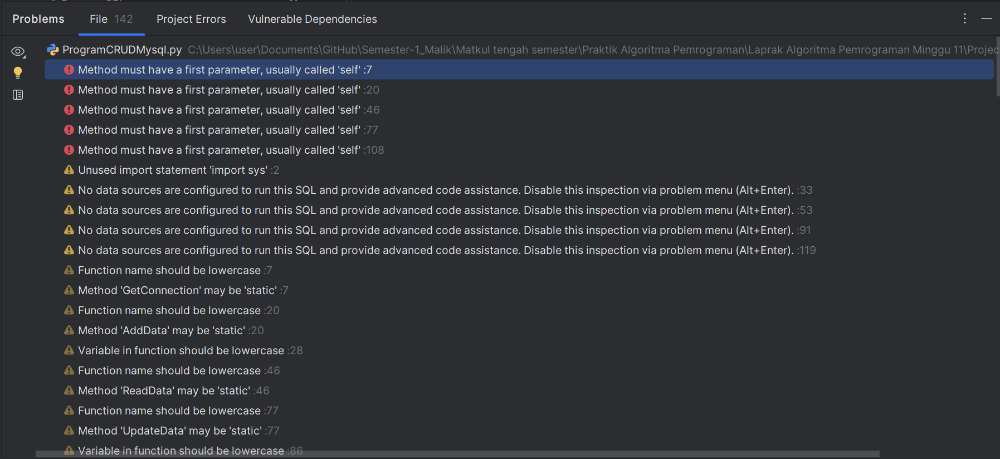 Problems File 142 Project Errors Vulnerable Dependencies
ProgramCRUDMysql.py C:\Users\user\Documents\GitHub\Semester-1_Malik\Matkul tengah semester\Praktik Algoritma Pemrograman\Laprak Algoritma Pemrograman Minggu 11\Projec
Method must have a first parameter, usually called 'self' :7
Method must have a first parameter, usually called 'self' :20
Method must have a first parameter, usually called 'self' :46
Method must have a first parameter, usually called 'self' :77
Method must have a first parameter, usually called 'self' :108
Unused import statement 'import sys' :2
No data sources are configured to run this SQL and provide advanced code assistance. Disable this inspection via problem menu (Alt+Enter). :33
No data sources are configured to run this SQL and provide advanced code assistance. Disable this inspection via problem menu (Alt+Enter). :53
No data sources are configured to run this SQL and provide advanced code assistance. Disable this inspection via problem menu (Alt+Enter). :91
No data sources are configured to run this SQL and provide advanced code assistance. Disable this inspection via problem menu (Alt+Enter). :119
Function name should be lowercase :7
Method 'GetConnection' may be 'static' :7
Function name should be lowercase :20
Method 'AddData' may be 'static' :20
Variable in function should be lowercase :28
Function name should be lowercase :46
Method 'ReadData' may be 'static' :46
Function name should be lowercase :77
Method 'UpdateData' may be 'static' :77
Variable in function should be lowercase :86